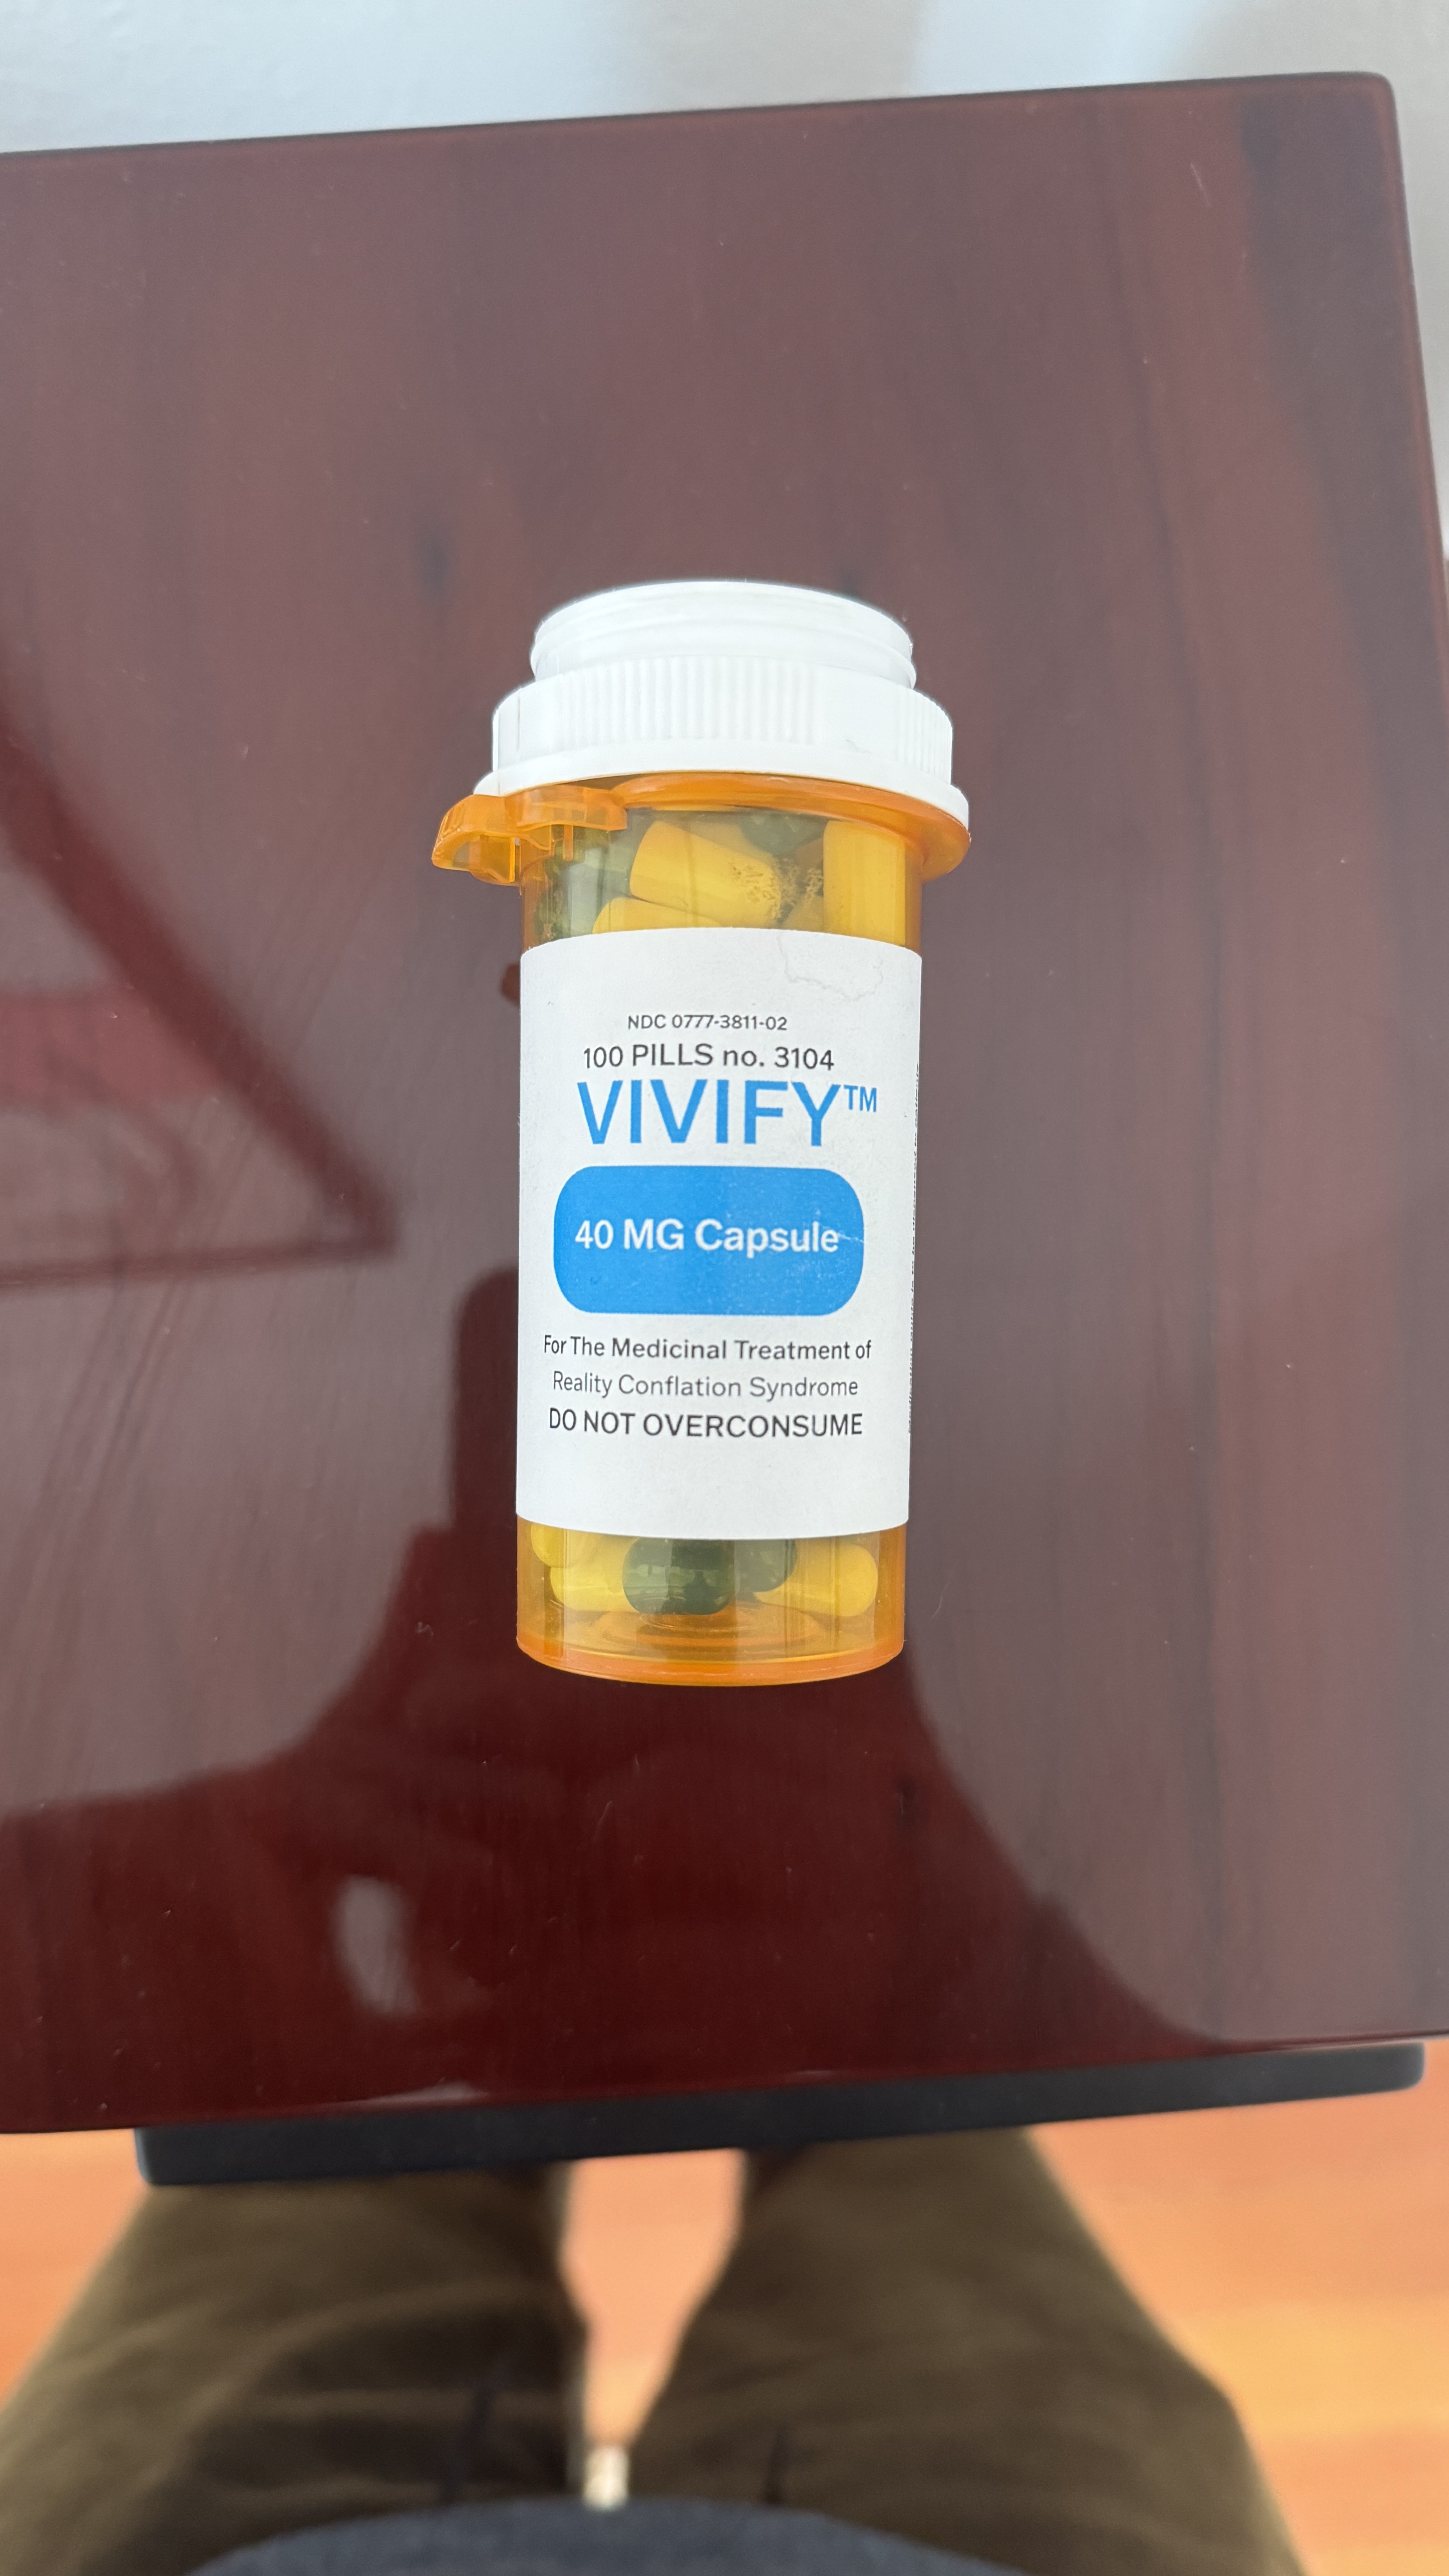 NDC 0777-3811-02
100 PILLS no. 3104
VIVIFY™
40 MG Capsule
For The Medicinal Treatment of
Reality Conflation Syndrome
DO NOT OVERCONSUME